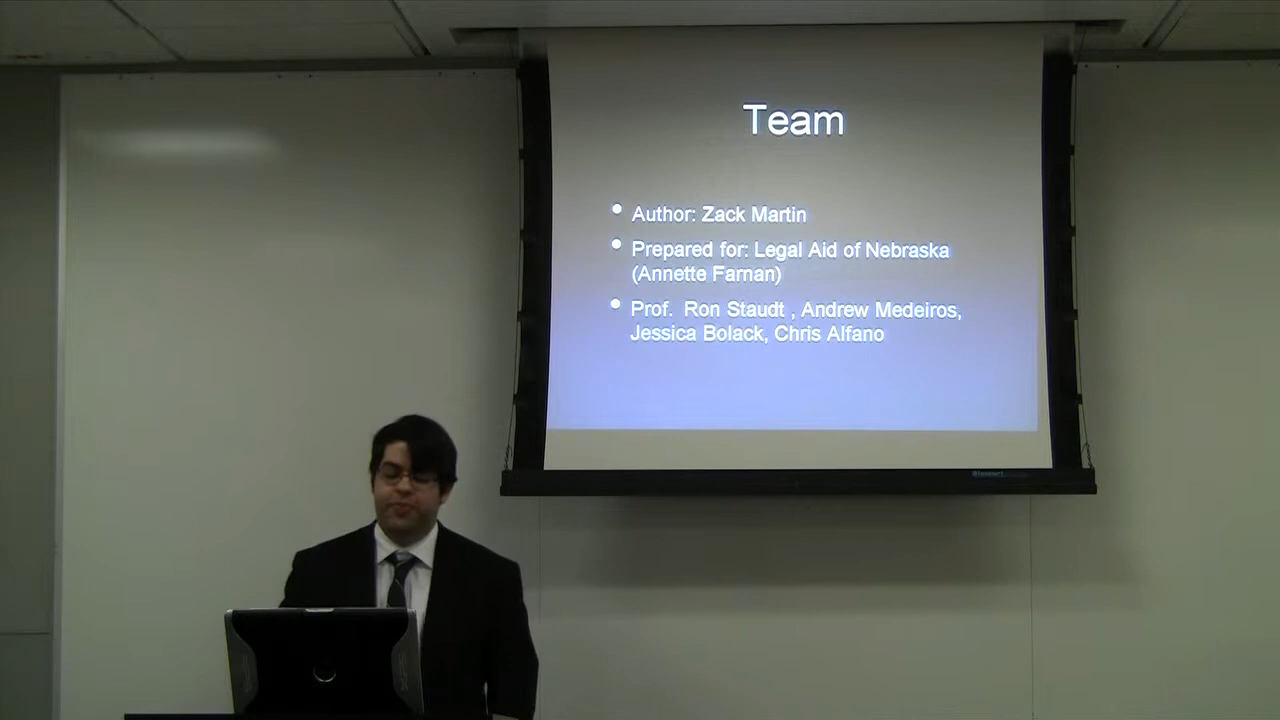 Team
• Author: Zack Martin
• Prepared for: Legal Aid of Nebraska
(Annette Farnan)
• Prof. Ron Staudt , Andrew Medeiros,
Jessica Bolack, Chris Alfano